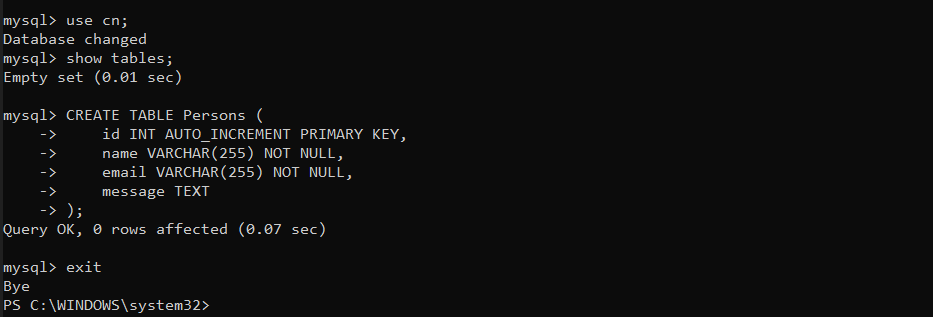 mysql> use cn;
Database changed
mysql> show tables;
Empty set (0.01 sec)

mysql> CREATE TABLE Persons (
    ->     id INT AUTO_INCREMENT PRIMARY KEY,
    ->     name VARCHAR(255) NOT NULL,
    ->     email VARCHAR(255) NOT NULL,
    ->     message TEXT
    -> );
Query OK, 0 rows affected (0.07 sec)

mysql> exit
Bye
PS C:\WINDOWS\system32>